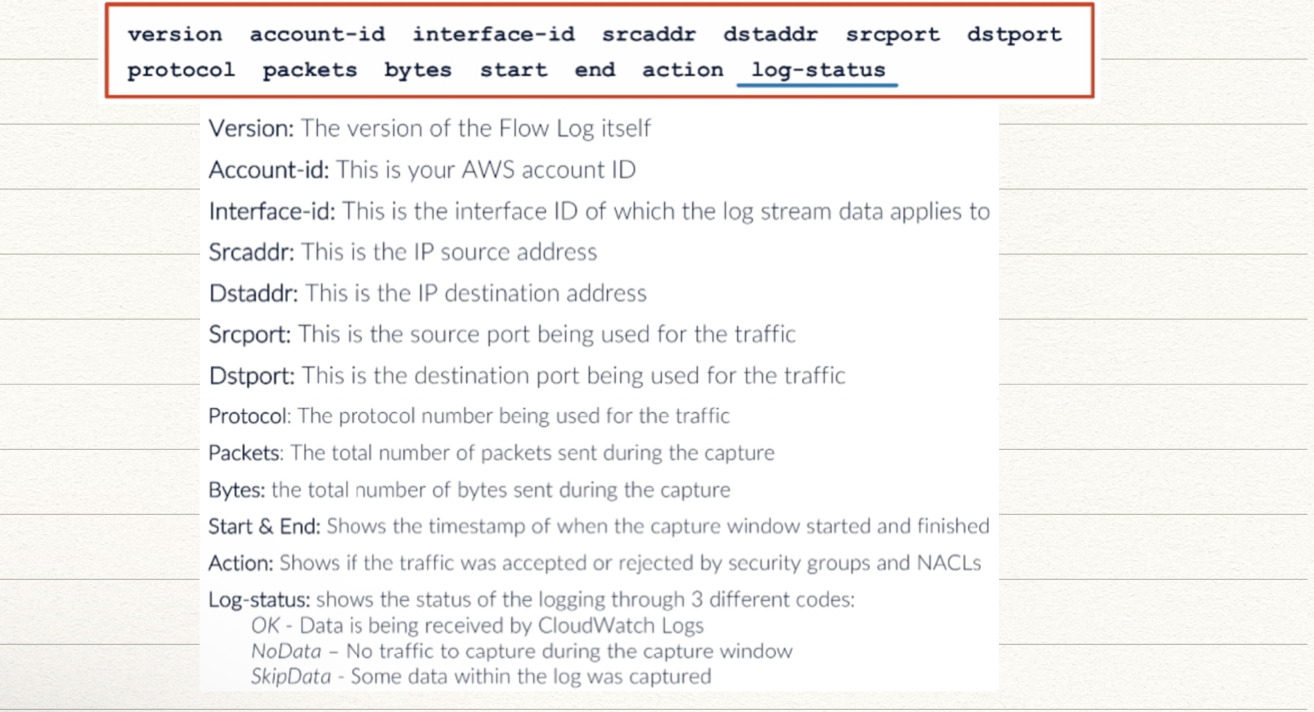 version account-id interface-id srcaddr dstaddr srcport dstport
protocol packets bytes start end action log-status
Version: The version of the Flow Log itself
Account-id: This is your AWS account ID
Interface-id: This is the interface ID of which the log stream data applies to
Srcaddr: This is the IP source address
Dstaddr: This is the IP destination address
Srcport: This is the source port being used for the traffic
Dstport: This is the destination port being used for the traffic
Protocol: The protocol number being used for the traffic
Packets: The total number of packets sent during the capture
Bytes: the total number of bytes sent during the capture
Start & End: Shows the timestamp of when the capture window started and finished
Action: Shows if the traffic was accepted or rejected by security groups and NACLs
Log-status: shows the status of the logging through 3 different codes:
OK - Data is being received by CloudWatch Logs
NoData – No traffic to capture during the capture window
SkipData - Some data within the log was captured